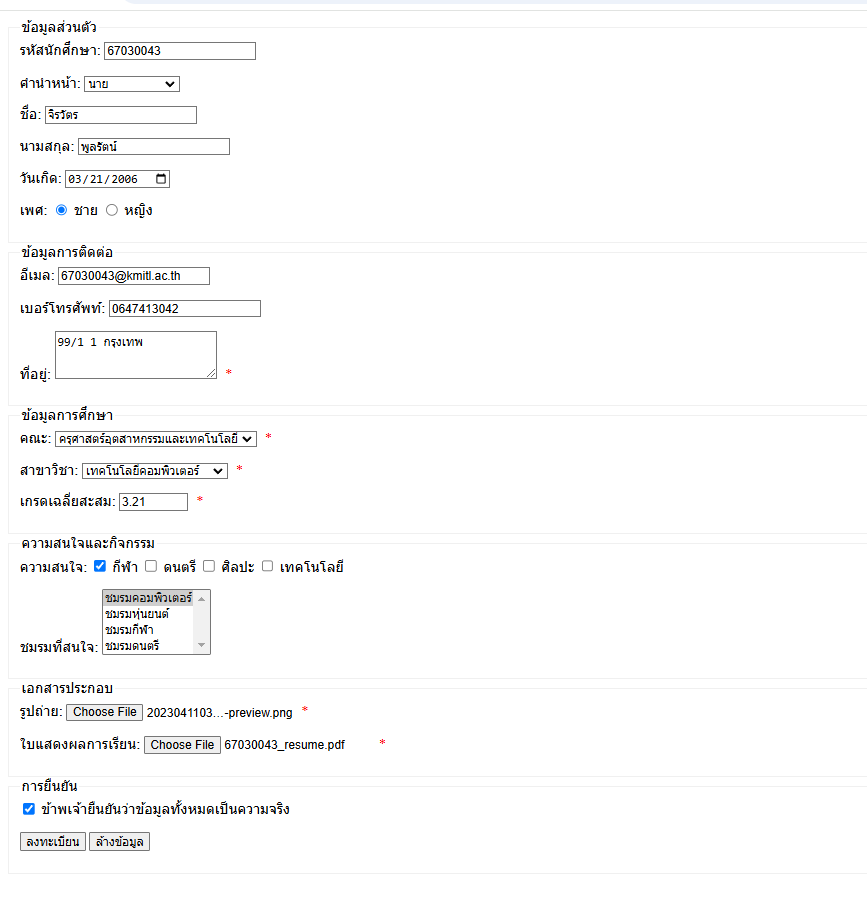 ข้อมูลส่วนตัว
รหัสนักศึกษา: 67030043
คำนำหน้า: นาย
ชื่อ: จิรวัตร
นามสกุล: พูลรัตน์
วันเกิด: 03/21/2006
เพศ: ชาย หญิง
ข้อมูลการติดต่อ
อีเมล: 67030043@kmitl.ac.th
เบอร์โทรศัพท์: 0647413042
ที่อยู่: 99/1 1 กรุงเทพ *
ข้อมูลการศึกษา
คณะ: ครุศาสตร์อุตสาหกรรมและเทคโนโลยี *
สาขาวิชา: เทคโนโลยีคอมพิวเตอร์ *
เกรดเฉลี่ยสะสม: 3.21 *
ความสนใจและกิจกรรม
ความสนใจ: กีฬา ดนตรี ศิลปะ เทคโนโลยี
ชมรมคอมพิวเตอร์
ชมรมหุ่นยนต์
ชมรมกีฬา
ชมรมที่สนใจ: ชมรมดนตรี
เอกสารประกอบ
รูปถ่าย: Choose File 2023041103...-preview.png *
ใบแสดงผลการเรียน: Choose File 67030043_resume.pdf *
การยืนยัน
ข้าพเจ้ายืนยันว่าข้อมูลทั้งหมดเป็นความจริง
ลงทะเบียน ล้างข้อมูล